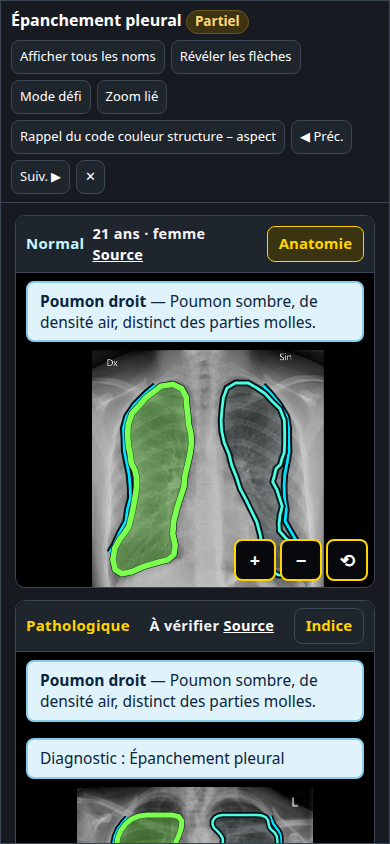 Épanchement pleural Partiel
Afficher tous les noms Révéler les flèches
Mode défi Zoom lié
Rappel du code couleur structure – aspect ◀ Préc.
Suiv. ▶ ✕
Normal 21 ans · femme
Source
Anatomie
Poumon droit — Poumon sombre, de
densité air, distinct des parties molles.
Dx Sin
+ − ⟲
Pathologique À vérifier Source Indice
Poumon droit — Poumon sombre, de
densité air, distinct des parties molles.
Diagnostic : Épanchement pleural
L